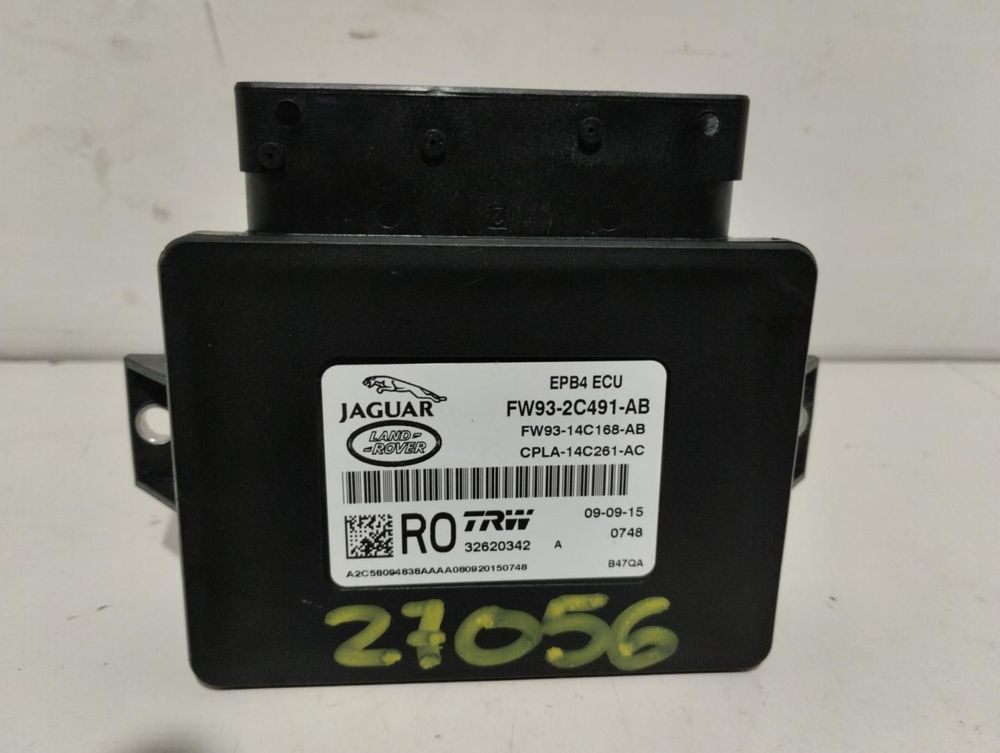 JAGUAR
LAND-
-ROVER
EPB4 ECU
FW93-2C491-AB
FW93-14C168-AB
CPLA-14C261-AC
RO
TRW
32620342 A
09-09-15
0748
A2C58094838AAAA080920150748
B47QA
27056